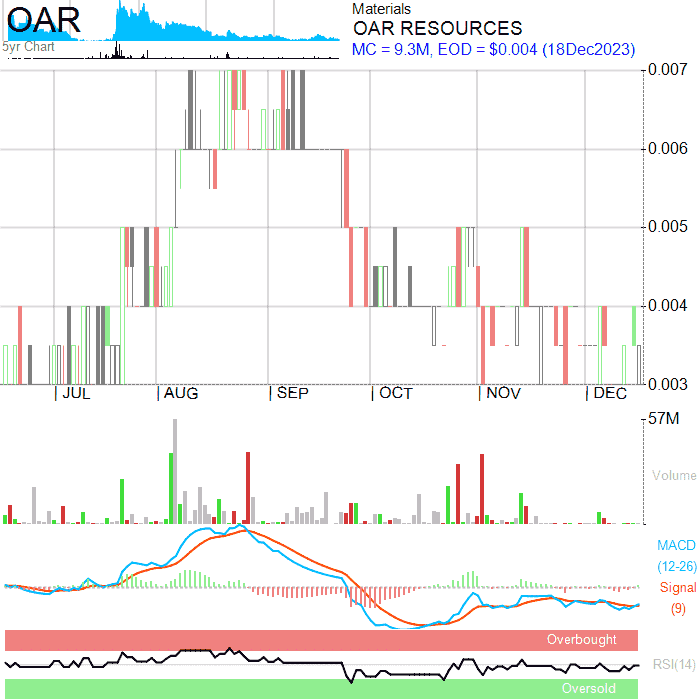 OAR
5yr Chart
Materials
OAR RESOURCES
MC = 9.3M, EOD = $0.004 (18Dec2023)
0.007
0.006
0.005
0.004
0.003
JUL AUG SEP OCT NOV DEC
57M
Volume
MACD
(12-26)
Signal
(9)
Overbought
RSI(14)
Oversold